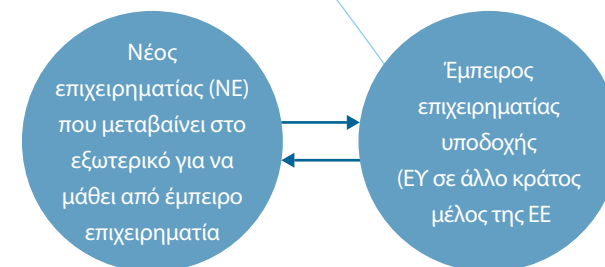 Νέος
επιχειρηματίας (ΝΕ)
που μεταβαίνει στο
εξωτερικό για να
μάθει από έμπειρο
επιχειρηματία
Έμπειρος
επιχειρηματίας
υποδοχής
(ΕΥ σε άλλο κράτος
μέλος της ΕΕ